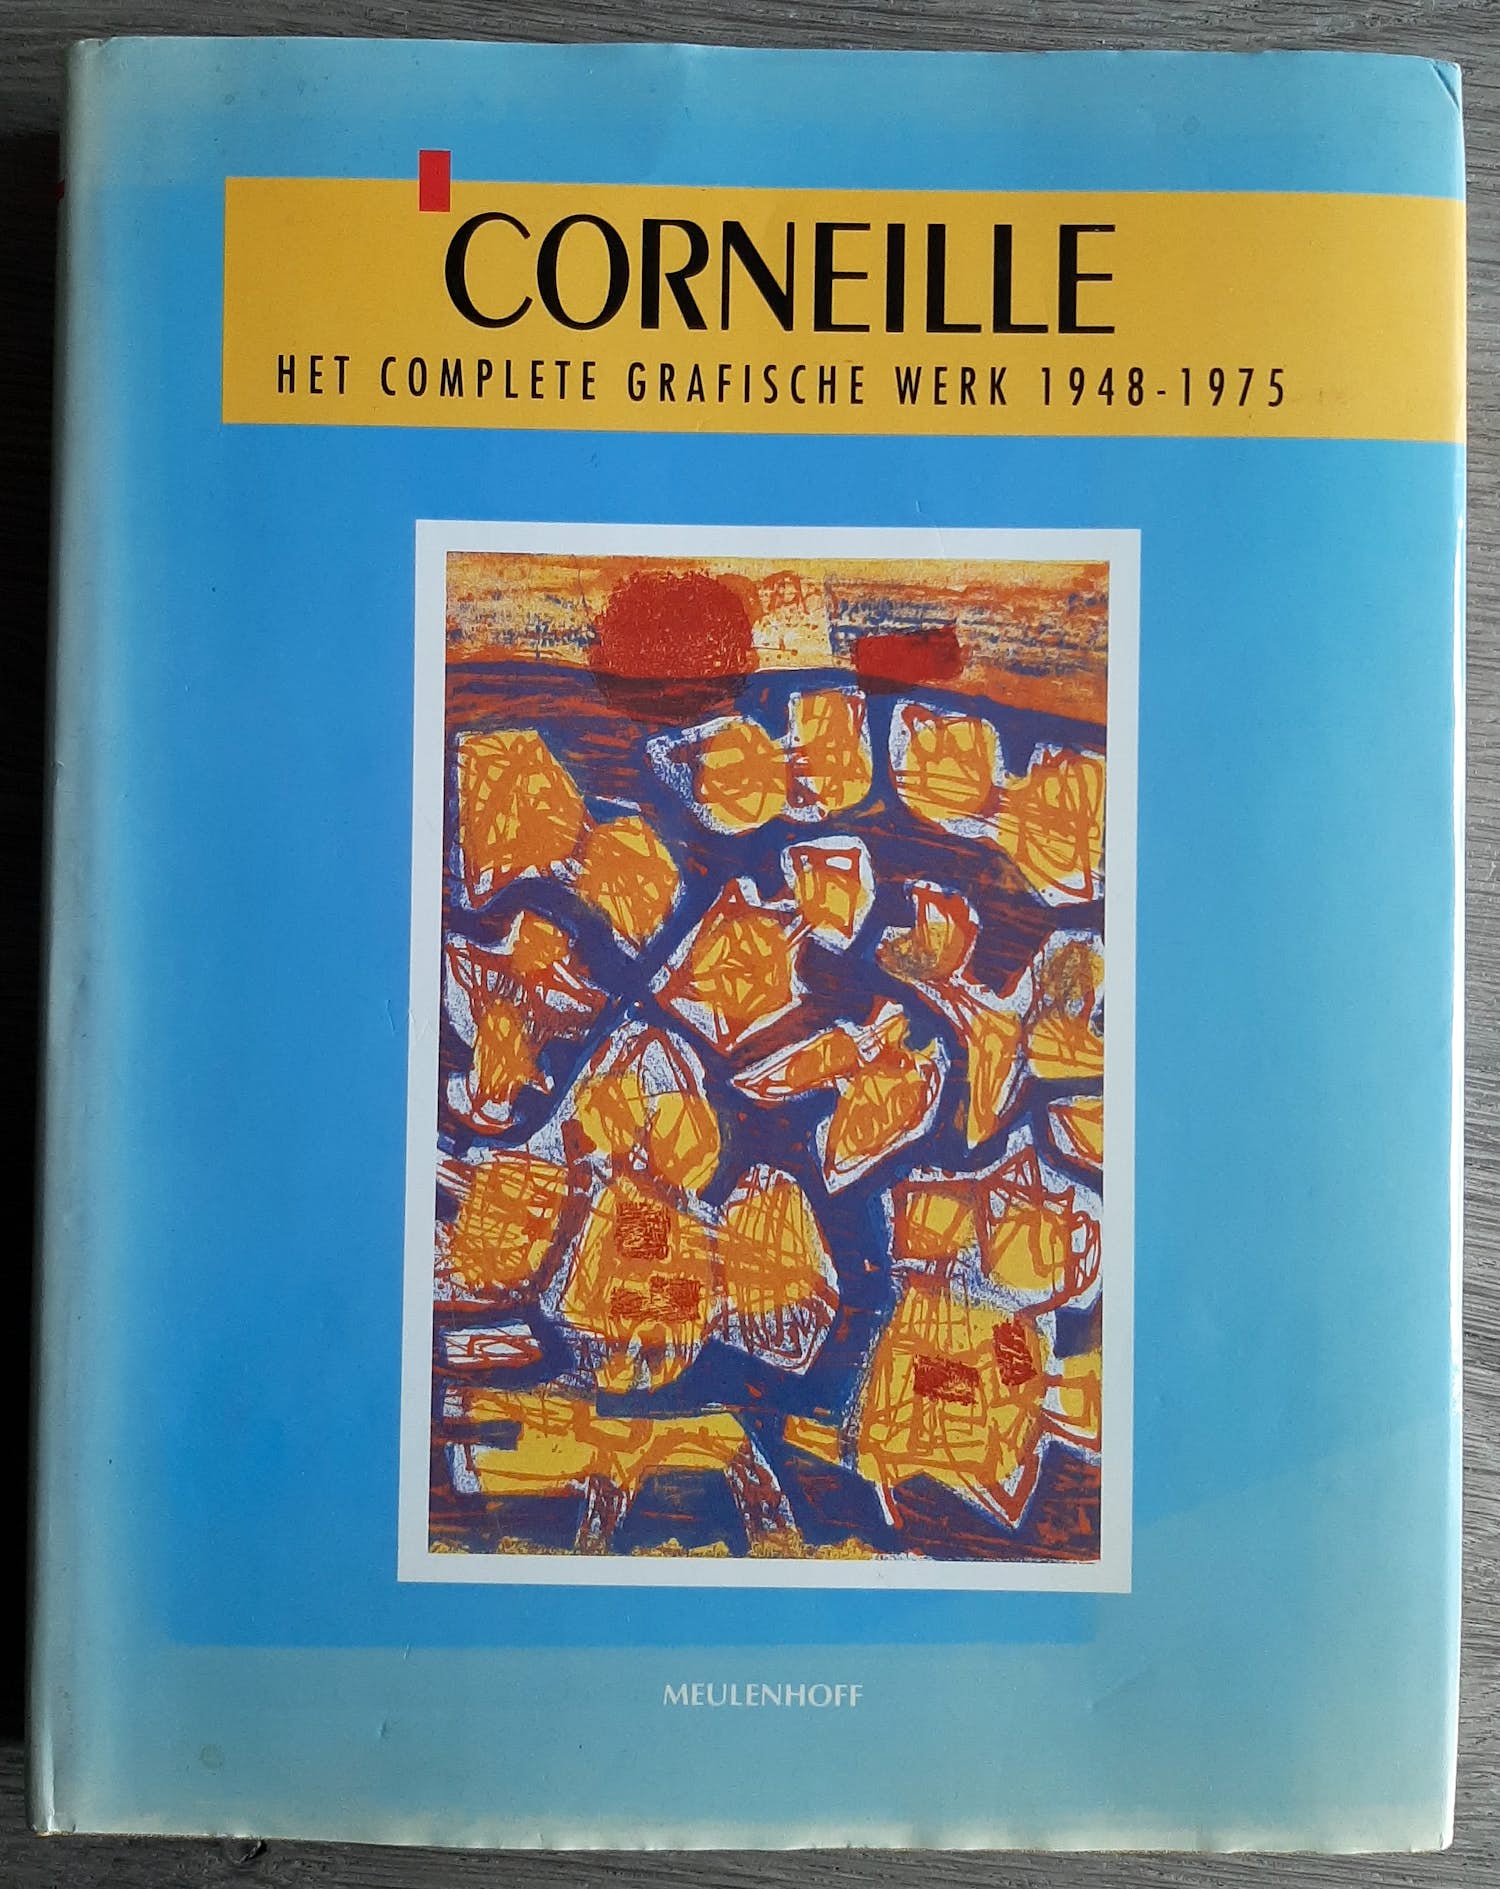 CORNEILLE
HET COMPLETE GRAFISCHE WERK 1948-1975
MEULENHOFF